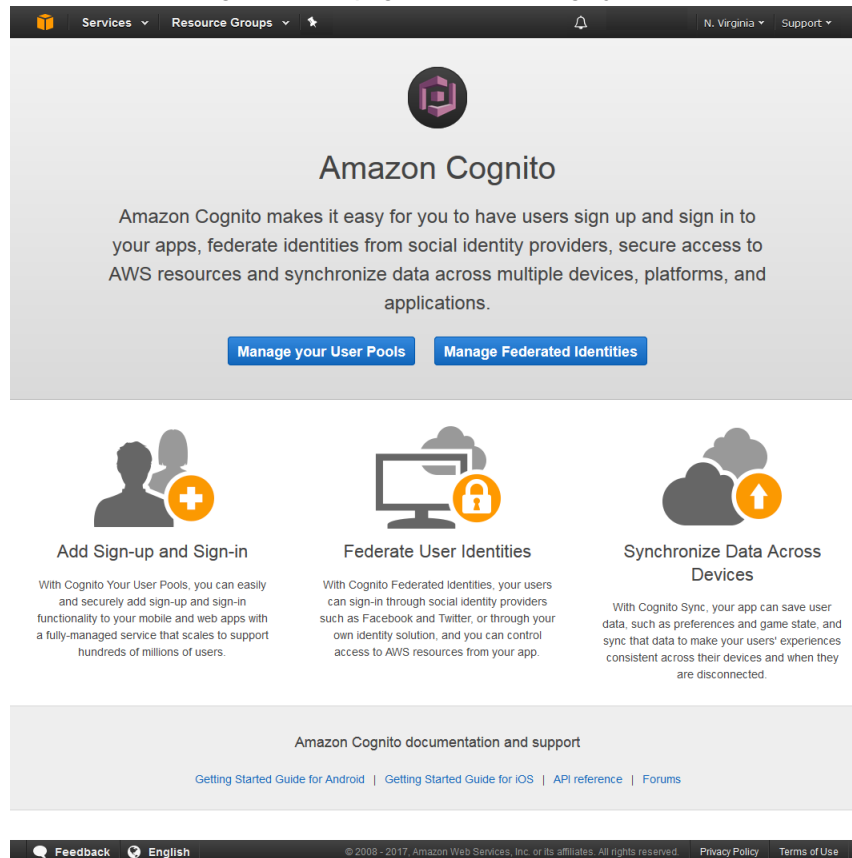 Services
Resource Groups
N. Virginia
Support
Amazon Cognito
Amazon Cognito makes it easy for you to have users sign up and sign in to
your apps, federate identities from social identity providers, secure access to
AWS resources and synchronize data across multiple devices, platforms, and
applications.
Manage your User Pools
Manage Federated Identities
Add Sign-up and Sign-in
With Cognito Your User Pools, you can easily
and securely add sign-up and sign-in
functionality to your mobile and web apps with
a fully-managed service that scales to support
hundreds of millions of users.
Federate User Identities
With Cognito Federated Identities, your users
can sign-in through social identity providers
such as Facebook and Twitter, or through your
own identity solution, and you can control
access to AWS resources from your app.
Synchronize Data Across
Devices
With Cognito Sync, your app can save user
data, such as preferences and game state, and
sync that data to make your users' experiences
consistent across their devices and when they
are disconnected.
Amazon Cognito documentation and support
Getting Started Guide for Android | Getting Started Guide for iOS | API reference | Forums
Feedback
English
© 2008 - 2017, Amazon Web Services, Inc. or its affiliates. All rights reserved.
Privacy Policy
Terms of Use